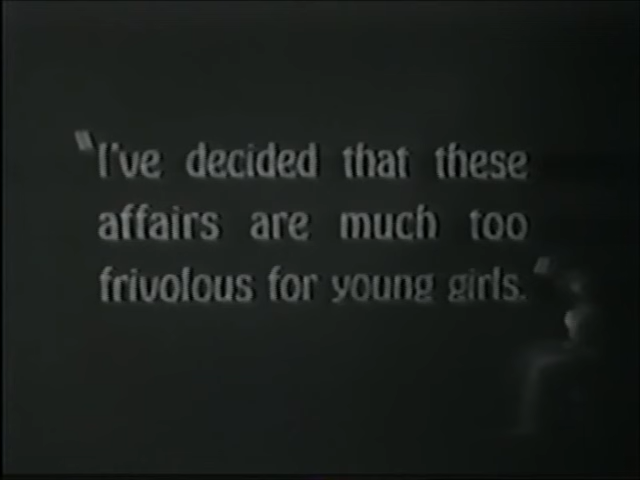 "I've decided that these
affairs are much too
frivolous for young girls."